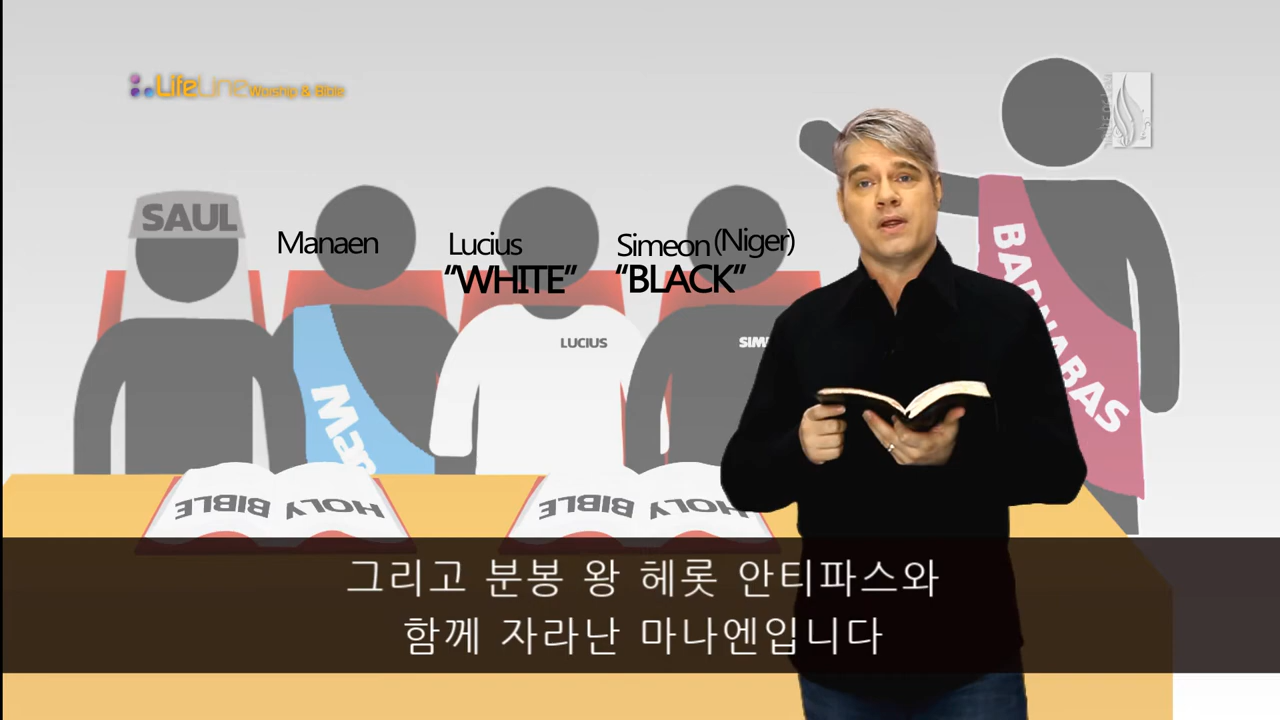 LifeLine Worship & Bible
SAUL
Manaen
Lucius
"WHITE"
Simeon (Niger)
"BLACK"
LUCIUS
BARNABAS
HOLY BIBLE
HOLY BIBLE
그리고 분봉 왕 헤롯 안티파스와
함께 자라난 마나엔입니다